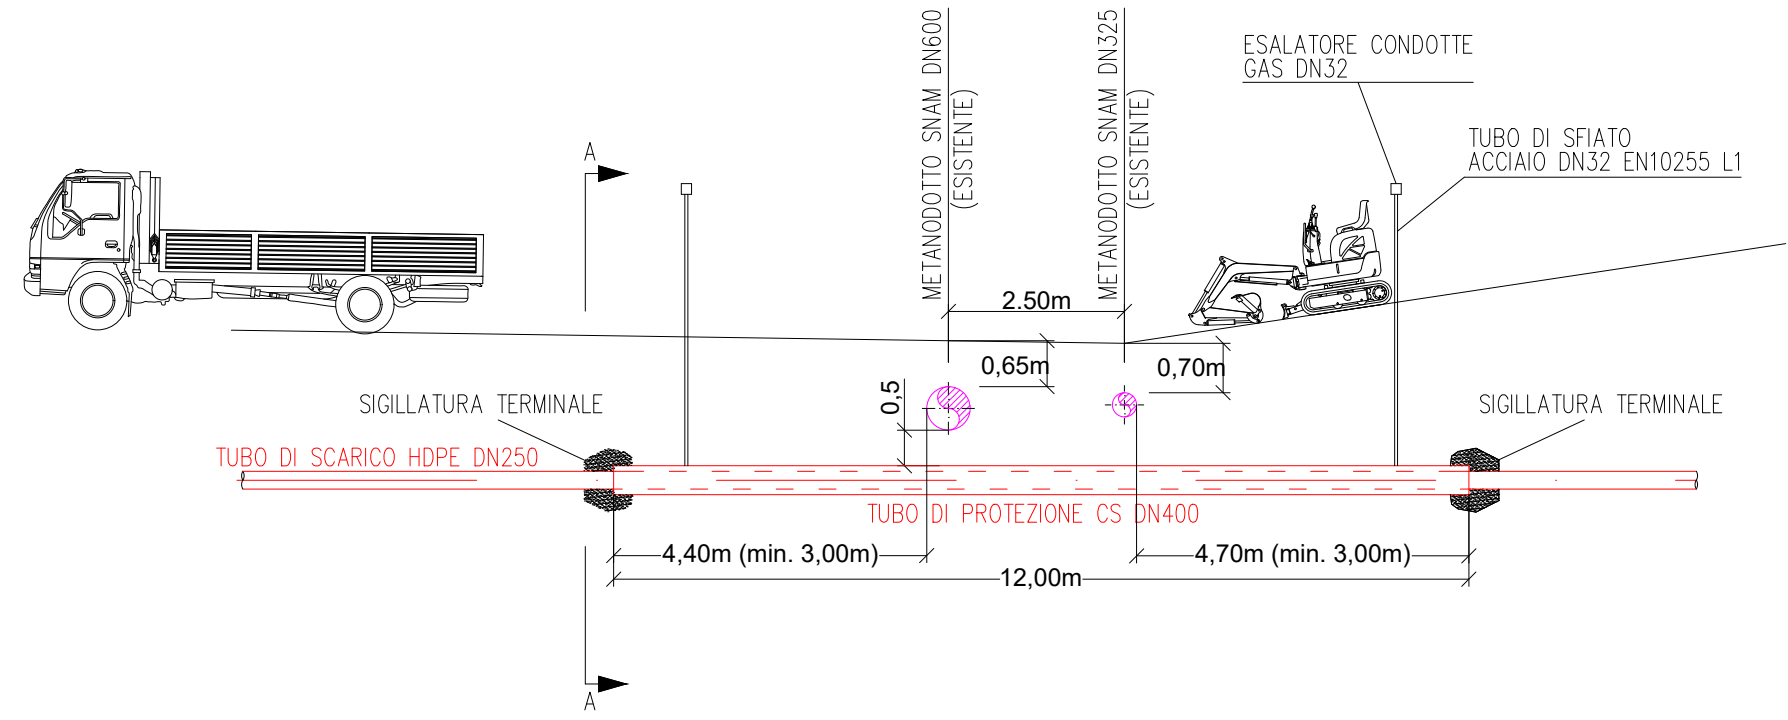 METANODOTTO SNAM DN600
(ESISTENTE)
METANODOTTO SNAM DN325
(ESISTENTE)
ESALATORE CONDOTTE
GAS DN32
TUBO DI SFIATO
ACCIAIO DN32 EN10255 L1
A
2.50m
0,65m
0,70m
0,5
SIGILLATURA TERMINALE
SIGILLATURA TERMINALE
TUBO DI SCARICO HDPE DN250
TUBO DI PROTEZIONE CS DN400
4,40m (min. 3,00m)
4,70m (min. 3,00m)
12,00m
A